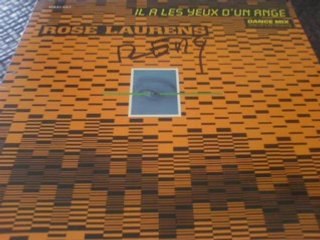 IL A LES YEUX D'UN ANGE
DANCE MIX
ROSE LAURENS